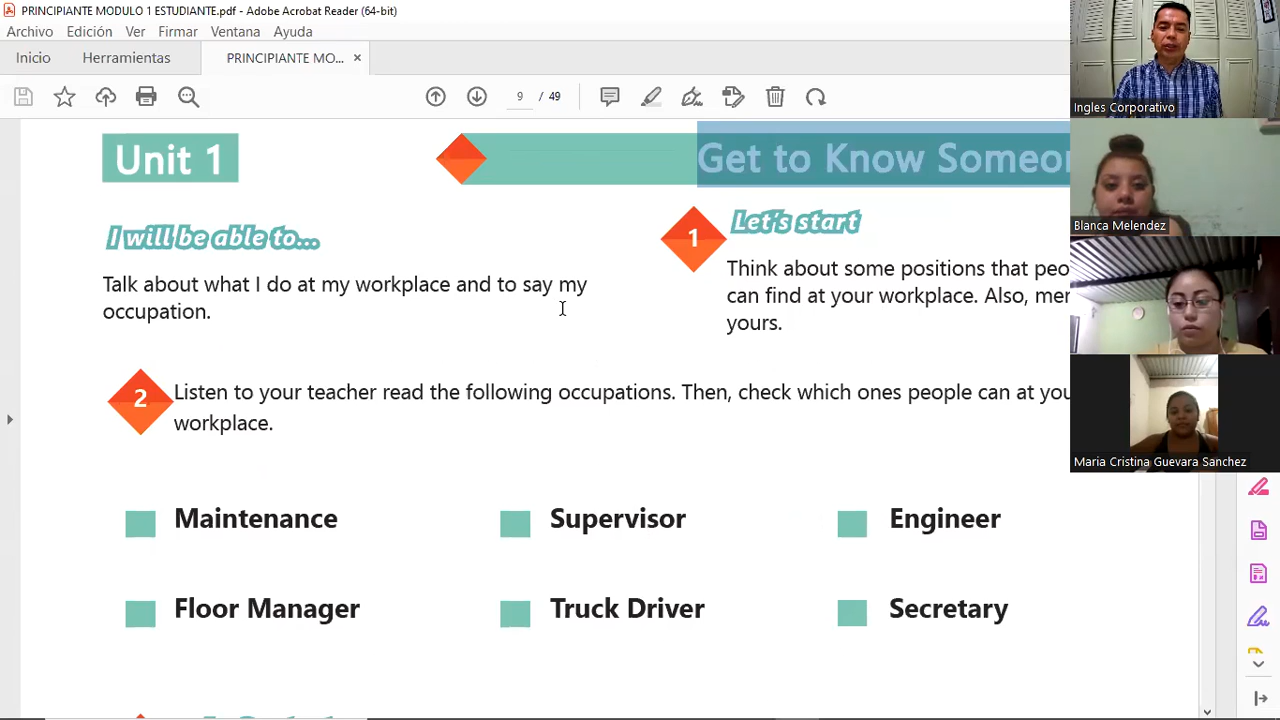 PRINCIPIANTE MODULO 1 ESTUDIANTE.pdf - Adobe Acrobat Reader (64-bit)
Archivo Edición Ver Firmar Ventana Ayuda
Inicio Herramientas PRINCIPIANTE MO... ×
9 / 49
Ingles Corporativo
Unit 1
Get to Know Someon
I will be able to...
1 Let's start
Blanca Melendez
Talk about what I do at my workplace and to say my
occupation.
Think about some positions that peo
can find at your workplace. Also, men
yours.
2 Listen to your teacher read the following occupations. Then, check which ones people can at you
workplace.
Maria Cristina Guevara Sanchez
Maintenance Supervisor Engineer
Floor Manager Truck Driver Secretary